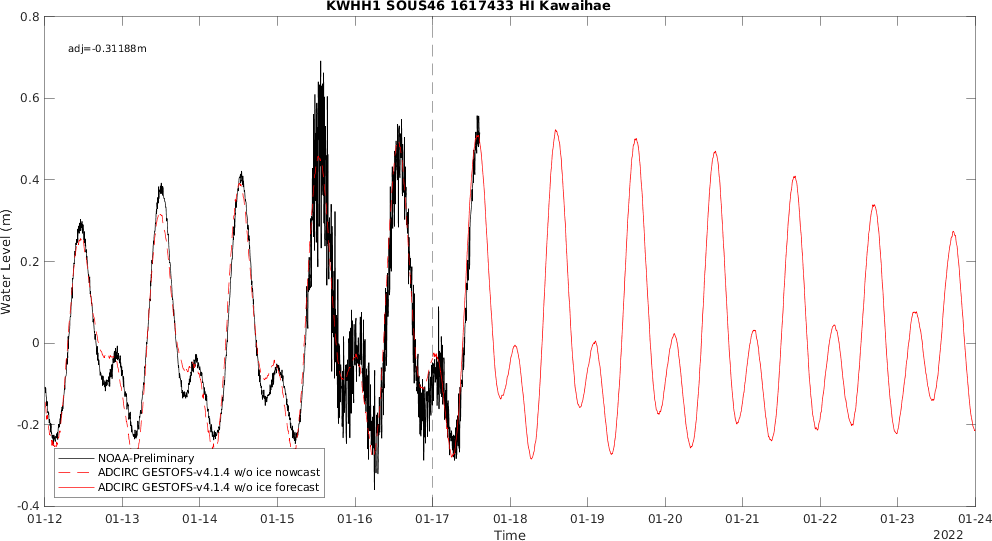 KWHH1 SOUS46 1617433 HI Kawaihae
adj=-0.31188m
Water Level (m)
0.8
0.6
0.4
0.2
0
-0.2
-0.4
NOAA-Preliminary
ADCIRC GESTOFS-v4.1.4 w/o ice nowcast
ADCIRC GESTOFS-v4.1.4 w/o ice forecast
01-12 01-13 01-14 01-15 01-16 01-17 01-18 01-19 01-20 01-21 01-22 01-23 01-24
Time
2022